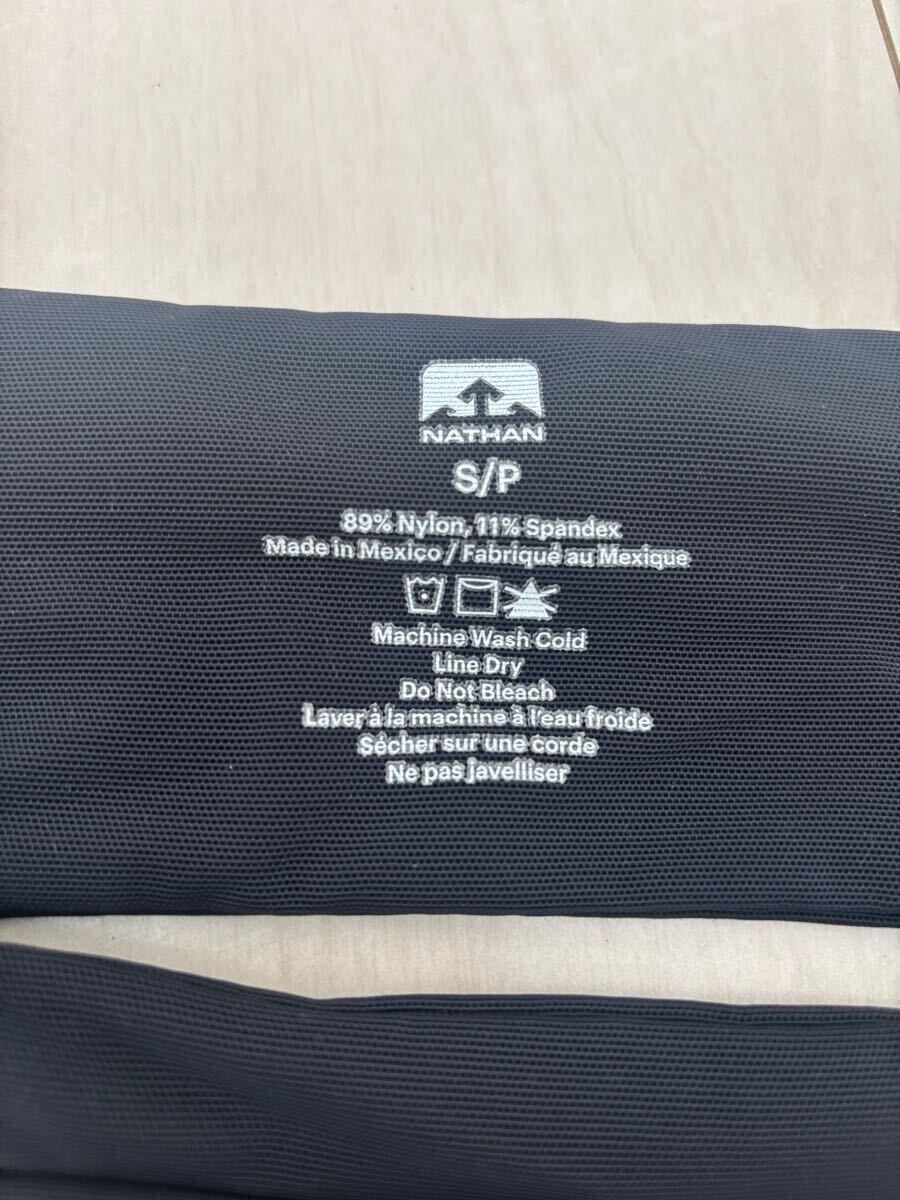 NATHAN
S/P
89% Nylon, 11% Spandex
Made in Mexico / Fabriqué au Mexique
Machine Wash Cold
Line Dry
Do Not Bleach
Laver à la machine à l'eau froide
Sécher sur une corde
Ne pas javelliser